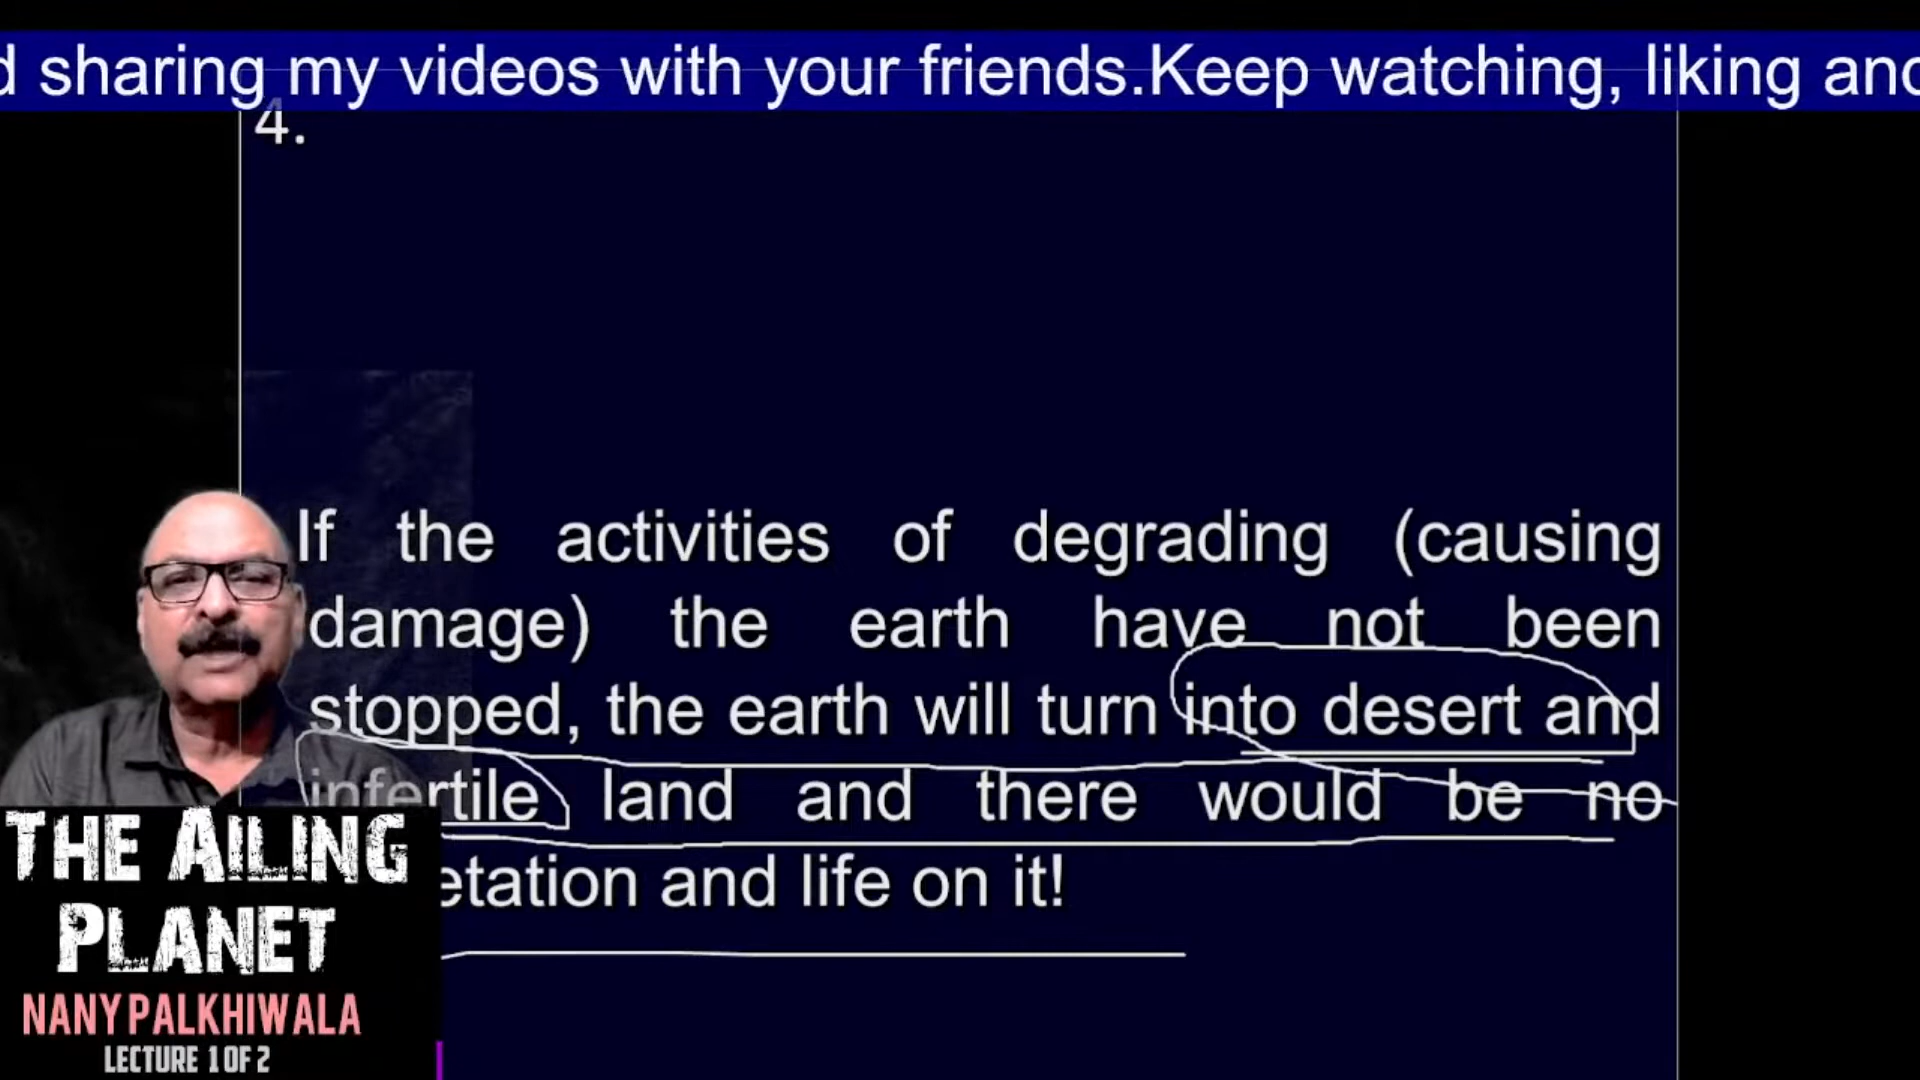 d sharing my videos with your friends.Keep watching, liking and
4.
If the activities of degrading (causing
damage) the earth have not been
stopped, the earth will turn into desert and
infertile land and there would be no
etation and life on it!
THE AILING
PLANET
NANY PALKHIWALA
LECTURE 1 OF 2